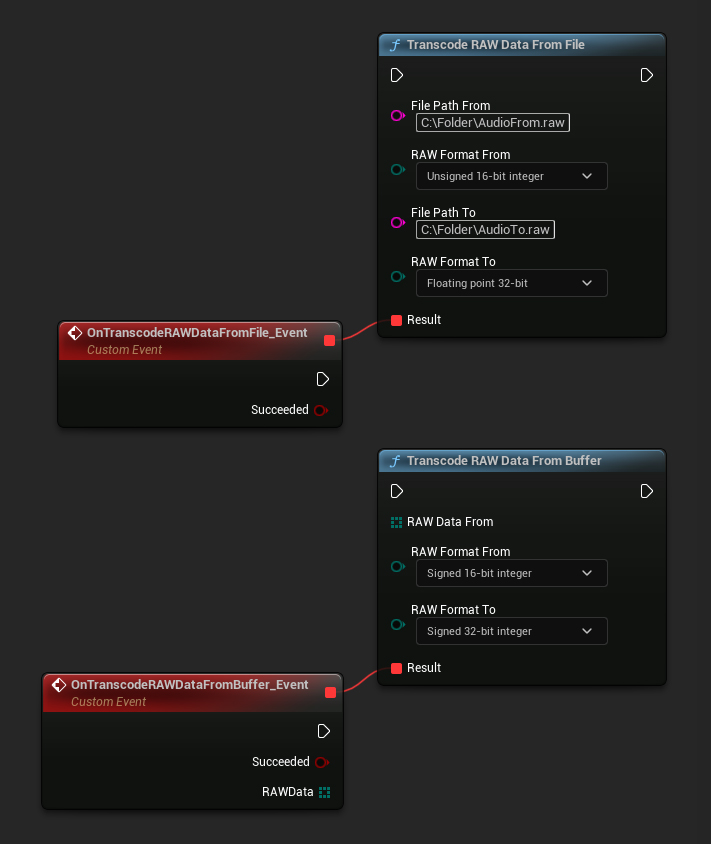 Transcode RAW Data From File
File Path From
C:\Folder\AudioFrom.raw
RAW Format From
Unsigned 16-bit integer
File Path To
C:\Folder\AudioTo.raw
RAW Format To
Floating point 32-bit
Result
OnTranscodeRAWDataFromFile_Event
Custom Event
Succeeded
Transcode RAW Data From Buffer
RAW Data From
RAW Format From
Signed 16-bit integer
RAW Format To
Signed 32-bit integer
Result
OnTranscodeRAWDataFromBuffer_Event
Custom Event
Succeeded
RAWData